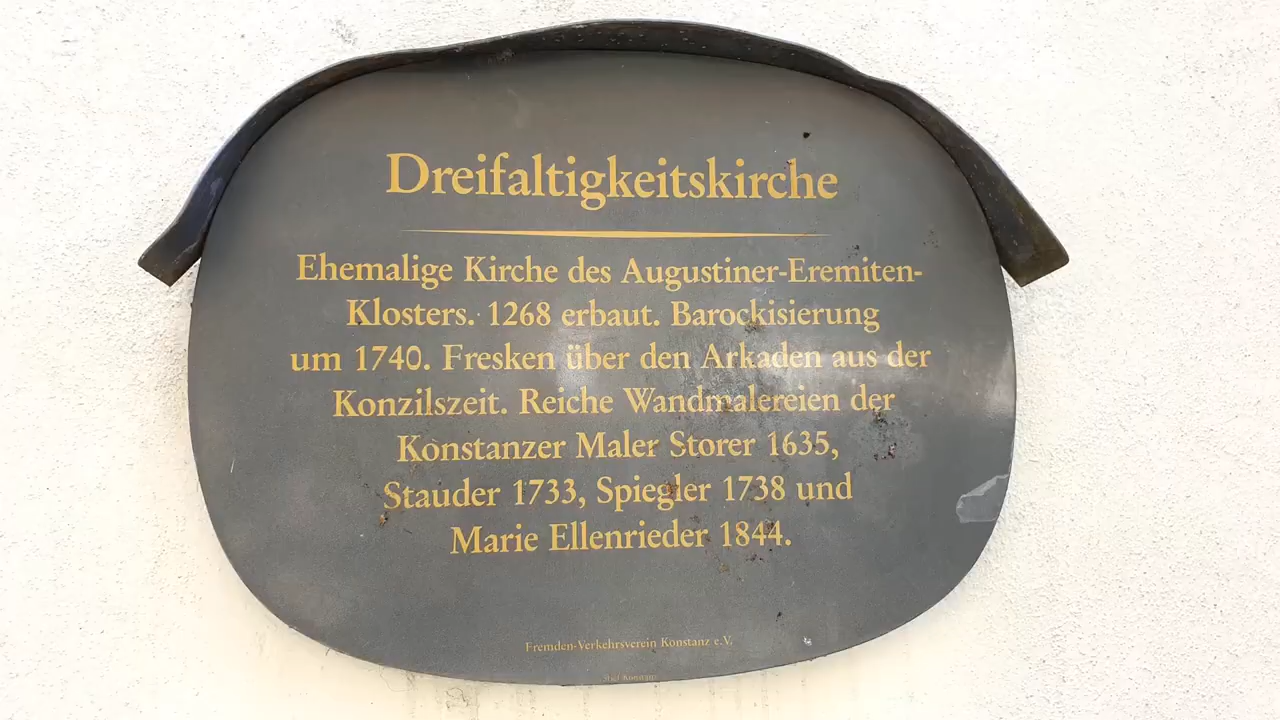 Dreifaltigkeitskirche
Ehemalige Kirche des Augustiner-Eremiten-
Klosters. 1268 erbaut. Barockisierung
um 1740. Fresken über den Arkaden aus der
Konzilszeit. Reiche Wandmalereien der
Konstanzer Maler Storer 1635,
Stauder 1733, Spiegler 1738 und
Marie Ellenrieder 1844.
Fremden-Verkehrsverein Konstanz e.V.